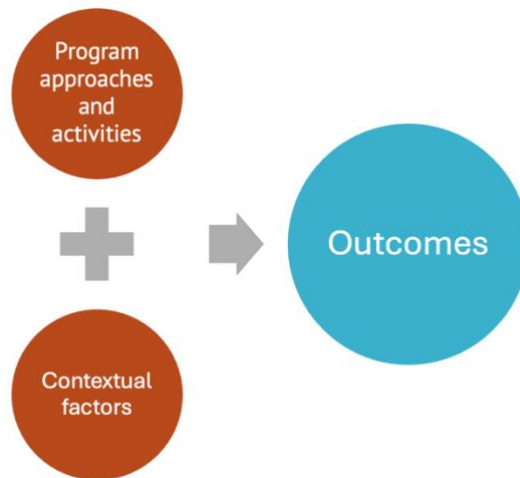 Program
approaches
and
activities
Outcomes
Contextual
factors